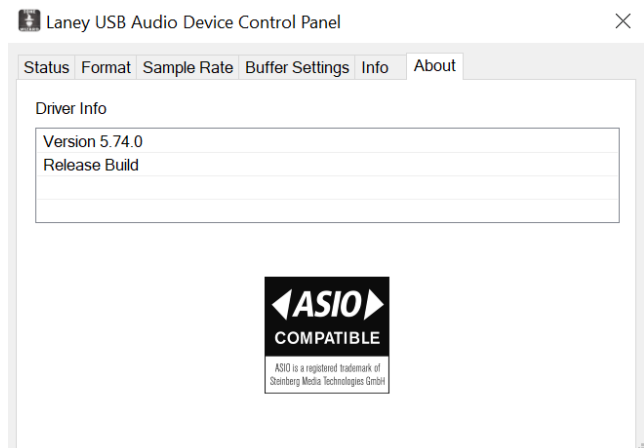 Laney USB Audio Device Control Panel
Status Format Sample Rate Buffer Settings Info About
Driver Info
Version 5.74.0
Release Build
ASIO
COMPATIBLE
ASIO is a registered trademark of
Steinberg Media Technologies GmbH